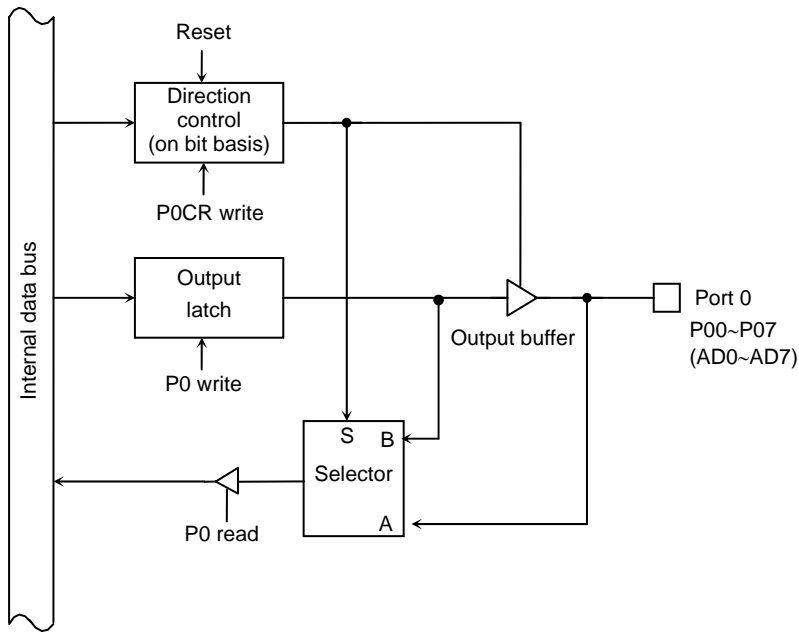 Reset
Direction
control
(on bit basis)
P0CR write
Internal data bus
Output
latch
P0 write
Output buffer
Port 0
P00~P07
(AD0~AD7)
S
B
Selector
A
P0 read